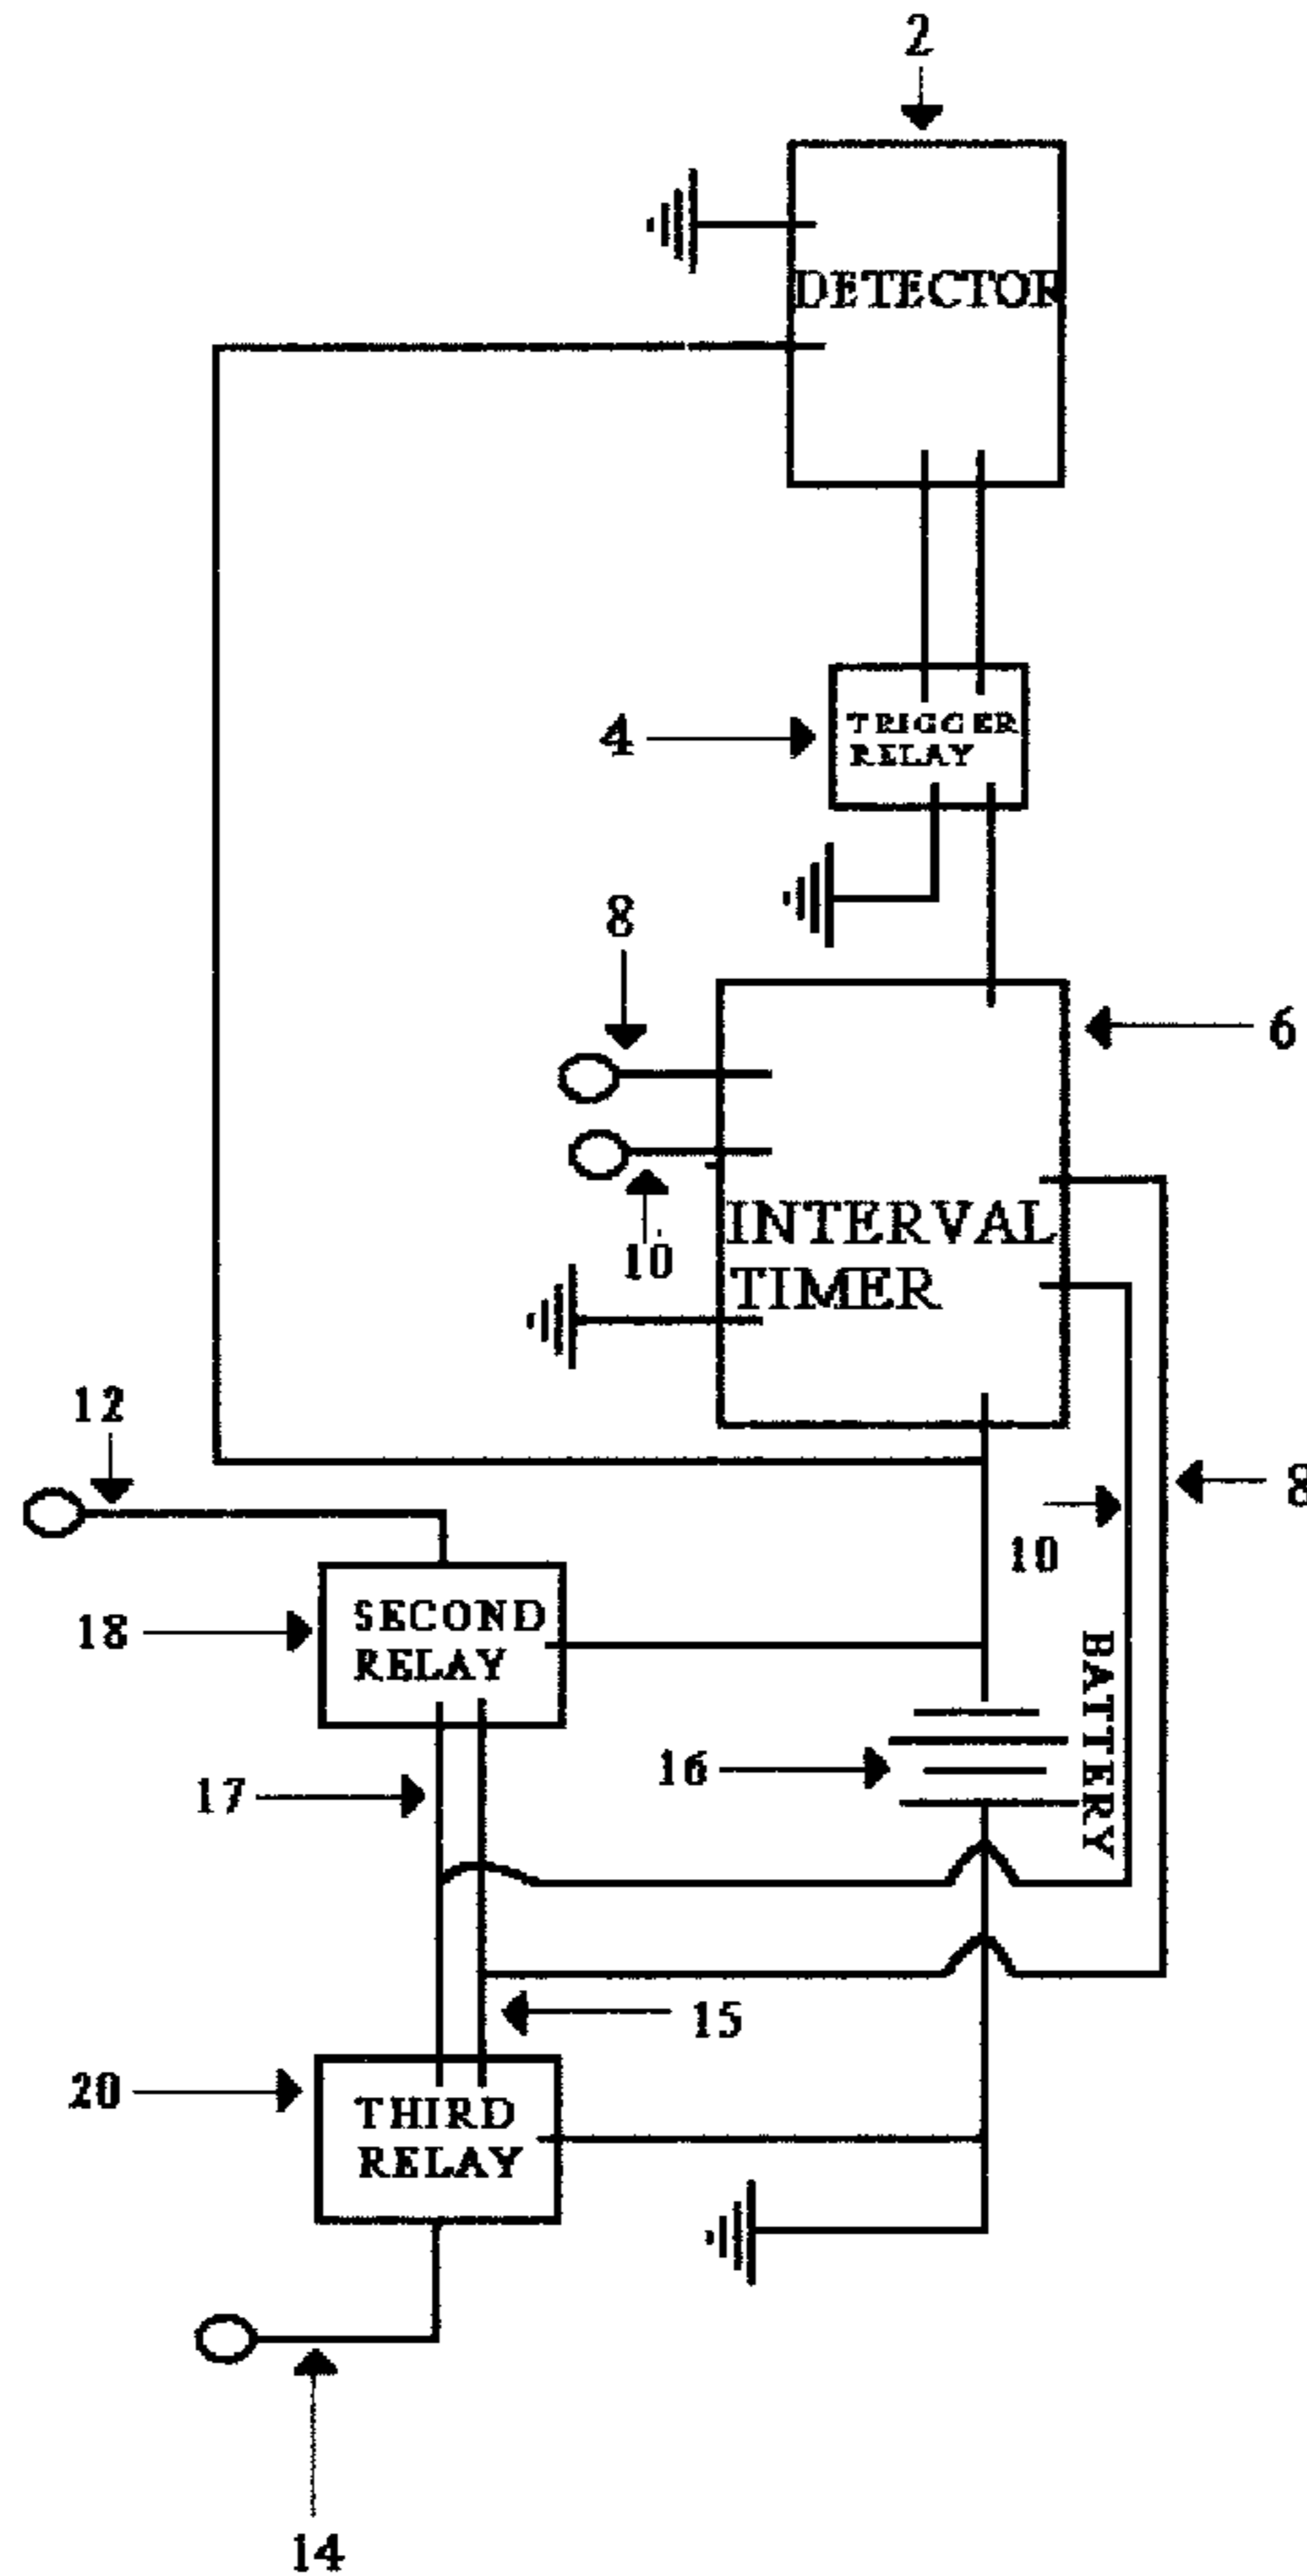 2
DETECTOR
4
TRIGGER
RELAY
8
6
10
INTERVAL
TIMER
12
8
10
18
SECOND
RELAY
BATTERY
16
17
15
20
THIRD
RELAY
14